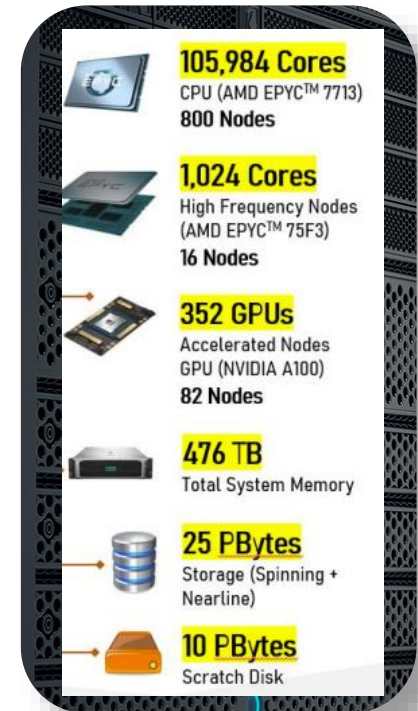 105,984 Cores
CPU (AMD EPYC™ 7713)
800 Nodes
EPYC
1,024 Cores
High Frequency Nodes
(AMD EPYC™ 75F3)
16 Nodes
352 GPUs
Accelerated Nodes
GPU (NVIDIA A100)
82 Nodes
476 TB
Total System Memory
25 PBytes
Storage (Spinning +
Nearline)
10 PBytes
Scratch Disk